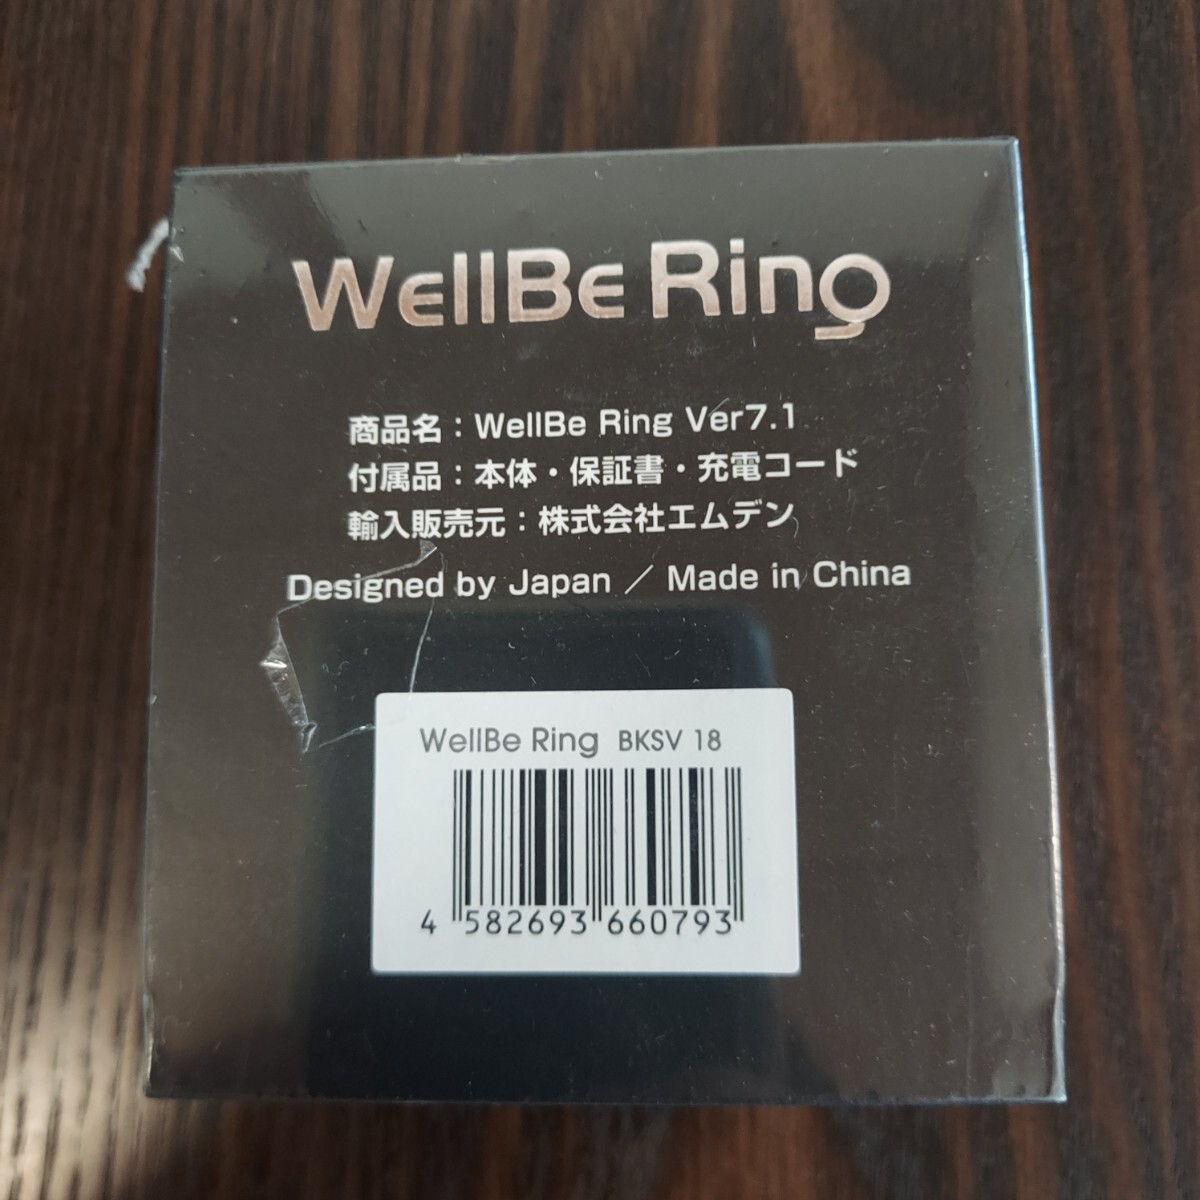 WellBe Ring
商品名：WellBe Ring Ver7.1
付属品：本体・保証書・充電コード
輸入販売元：株式会社エムデン
Designed by Japan ／ Made in China
WellBe Ring BKSV 18
4 582693 660793